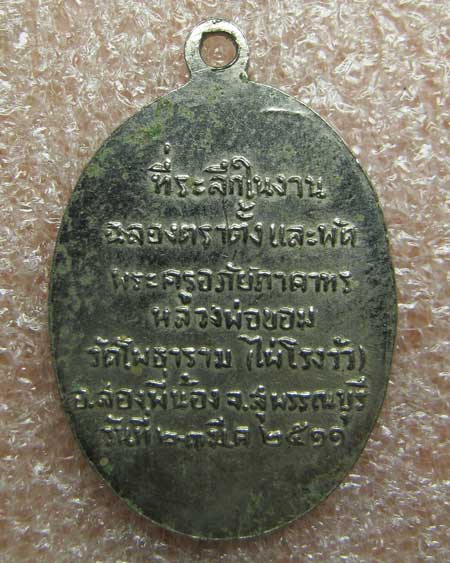 ที่ระลึกในงาน
ฉลองตราตั้งและพัด
พระครูอภัยภาดาทร
หลวงพ่อขอม
วัดโพธาราม (ไผ่โรงวัว)
อ.สองพี่น้อง จ.สุพรรณบุรี
วันที่ ๒-๓ มี.ค ๒๕๑๑